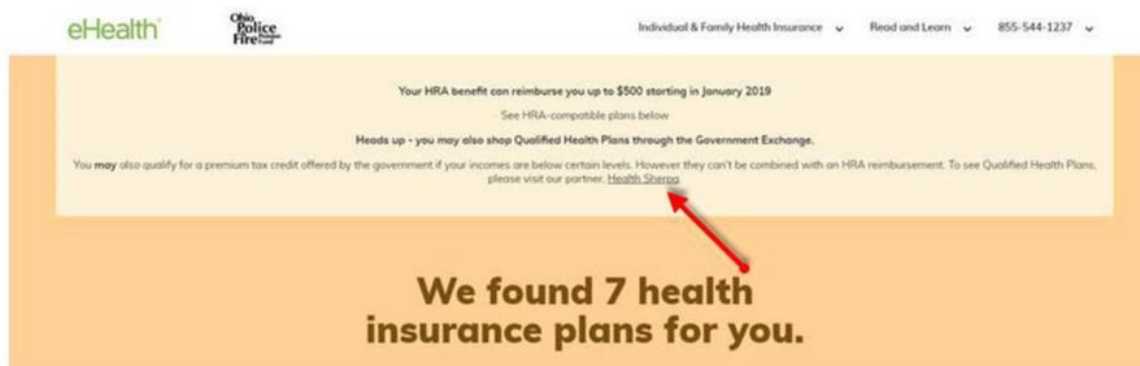 eHealth
Ohio
Police
Fire Pension Fund
Individual & Family Health Insurance
Read and Learn
855-544-1237
Your HRA benefit can reimburse you up to $500 starting in January 2019
See HRA-compatible plans below
Heads up - you may also shop Qualified Health Plans through the Government Exchange.
You may also qualify for a premium tax credit offered by the government if your incomes are below certain levels. However they can't be combined with an HRA reimbursement. To see Qualified Health Plans,
please visit our partner, Health Sherpa
We found 7 health
insurance plans for you.